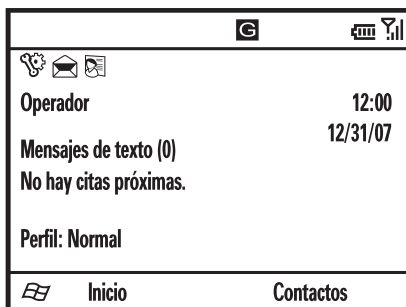 G
Operador 12:00
12/31/07
Mensajes de texto (0)
No hay citas próximas.
Perfil: Normal
Inicio Contactos